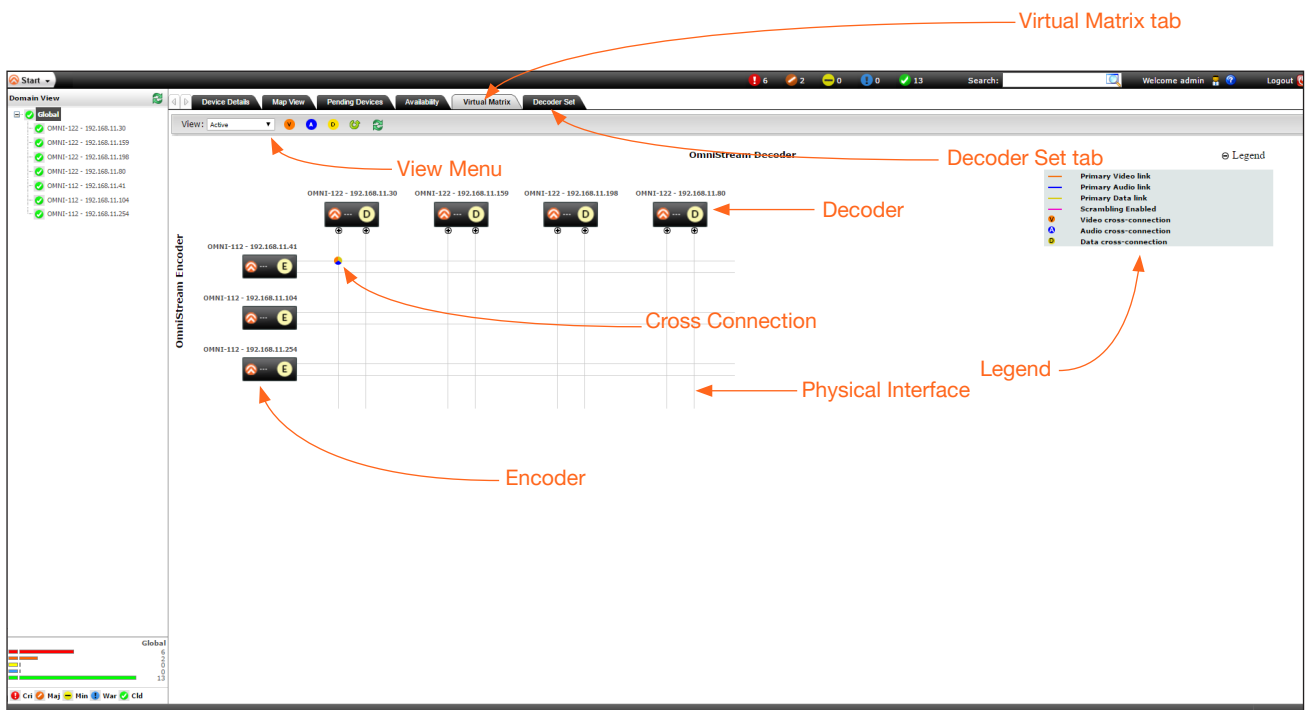 Virtual Matrix tab
Start
6 2 0 0 13 Search: Welcome admin ? Logout
Domain View
Device Details Map View Pending Devices Availability Virtual Matrix Decoder Set
Global
OMNI-122 - 192.168.11.30
OMNI-122 - 192.168.11.159
OMNI-122 - 192.168.11.198
OMNI-122 - 192.168.11.80
OMNI-112 - 192.168.11.41
OMNI-112 - 192.168.11.104
OMNI-112 - 192.168.11.254
View: Active V A D
View Menu
OmniStream Decoder
Decoder Set tab
Legend
Primary Video link
Primary Audio link
Primary Data link
Scrambling Enabled
V Video cross-connection
A Audio cross-connection
D Data cross-connection
OMNI-122 - 192.168.11.30 OMNI-122 - 192.168.11.159 OMNI-122 - 192.168.11.198 OMNI-122 - 192.168.11.80
--- D --- D --- D --- D
Decoder
OmniStream Encoder
OMNI-112 - 192.168.11.41
--- E
OMNI-112 - 192.168.11.104
--- E
Cross Connection
OMNI-112 - 192.168.11.254
--- E
Legend
Physical Interface
Encoder
Global
6
2
0
0
13
Cri Maj Min War Cld